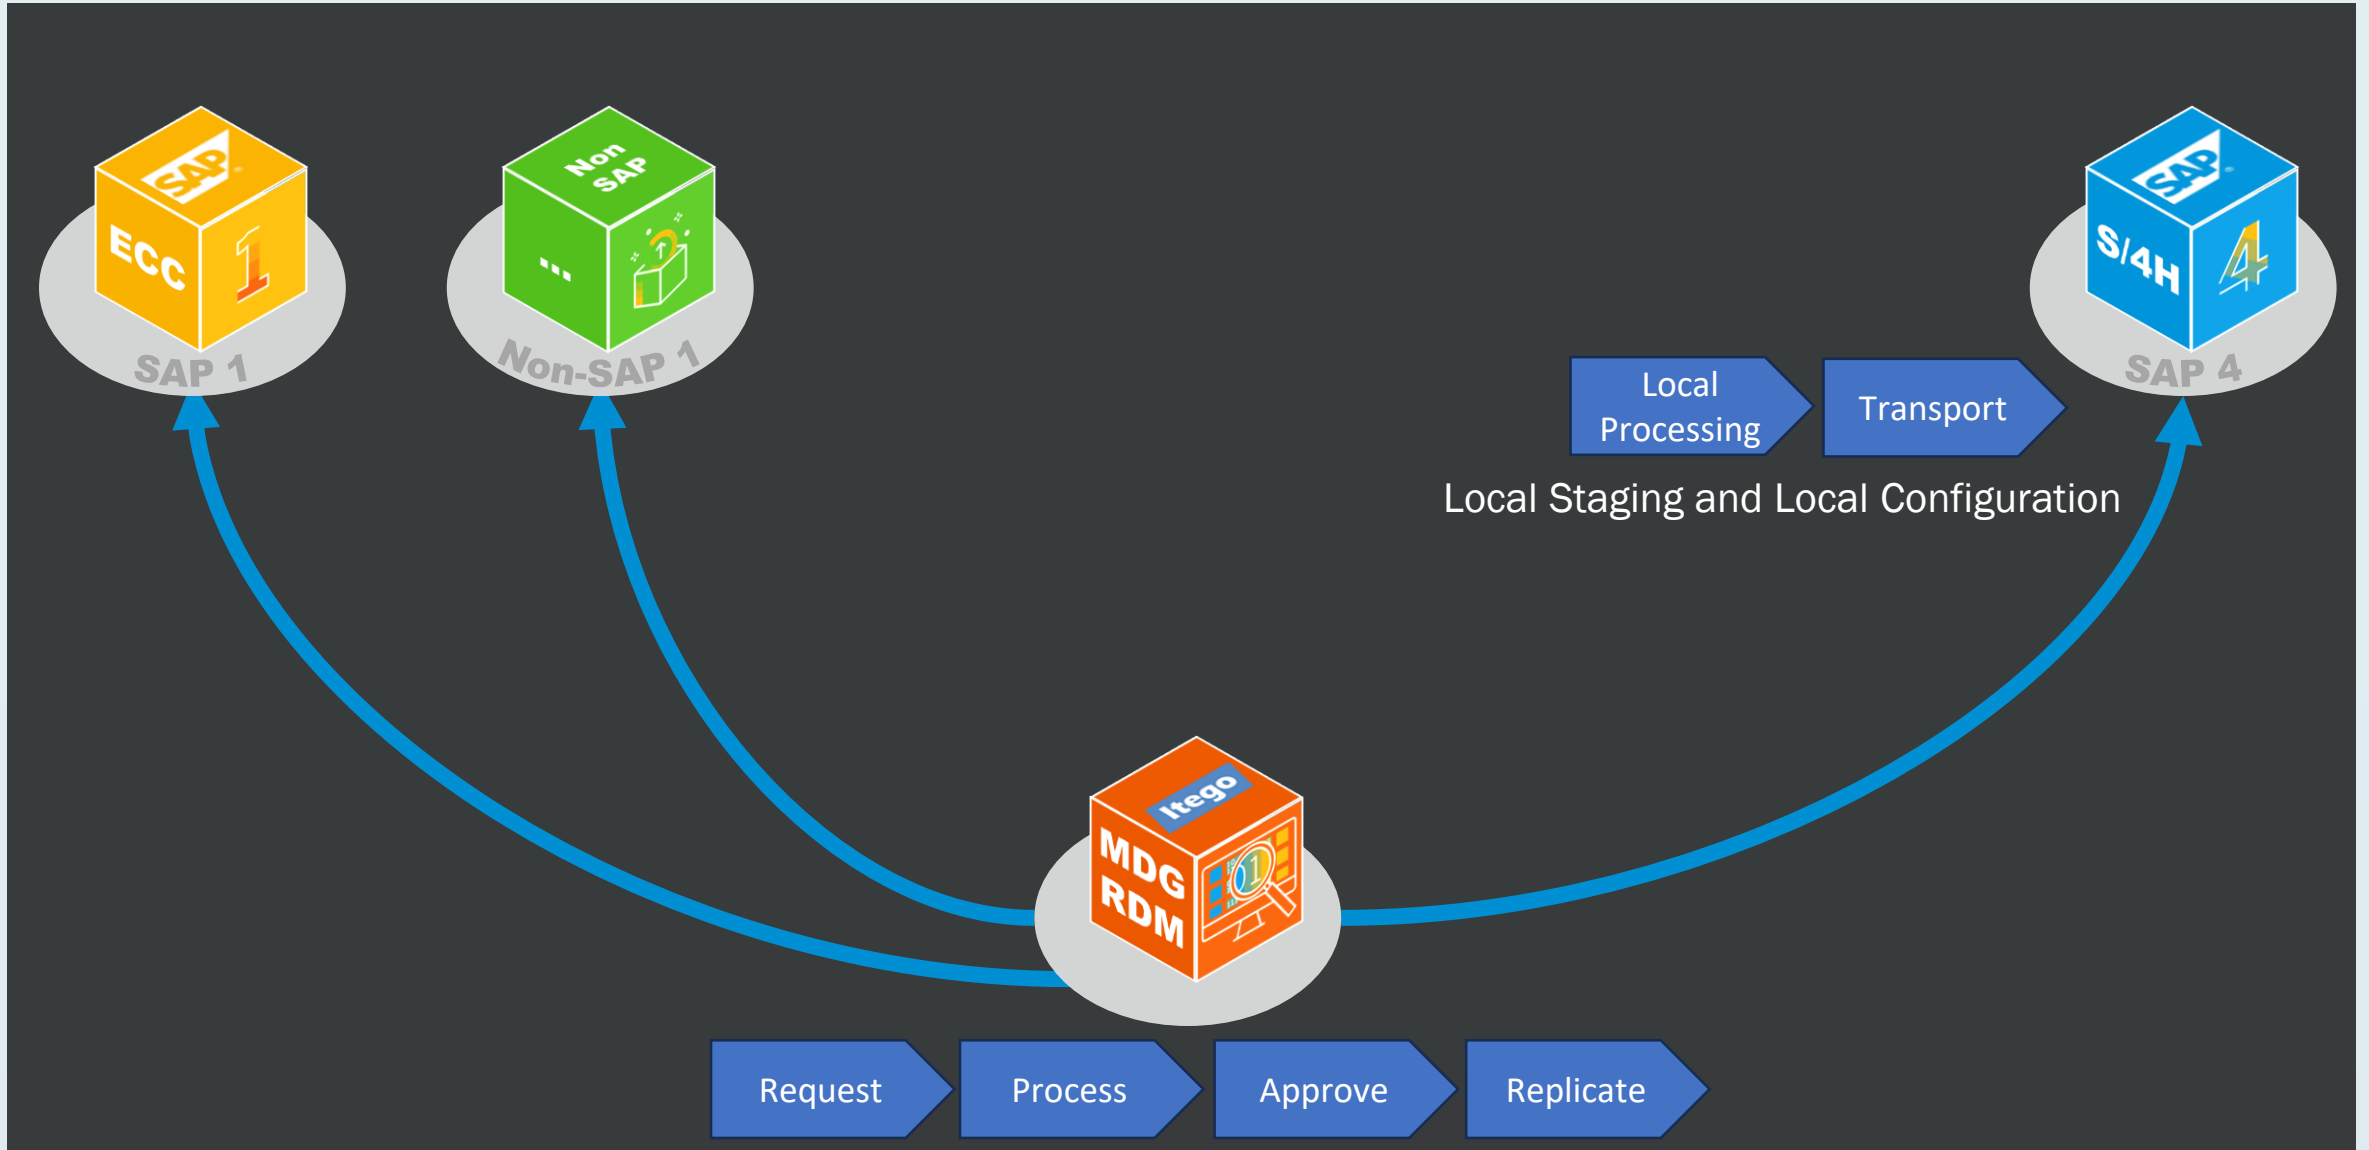 SAP
ECC
1
SAP 1
Non
SAP
...
Non-SAP 1
SAP
S/4H
4
SAP 4
Local
Processing
Transport
Local Staging and Local Configuration
Itego
MDG
RDM
1
Request
Process
Approve
Replicate